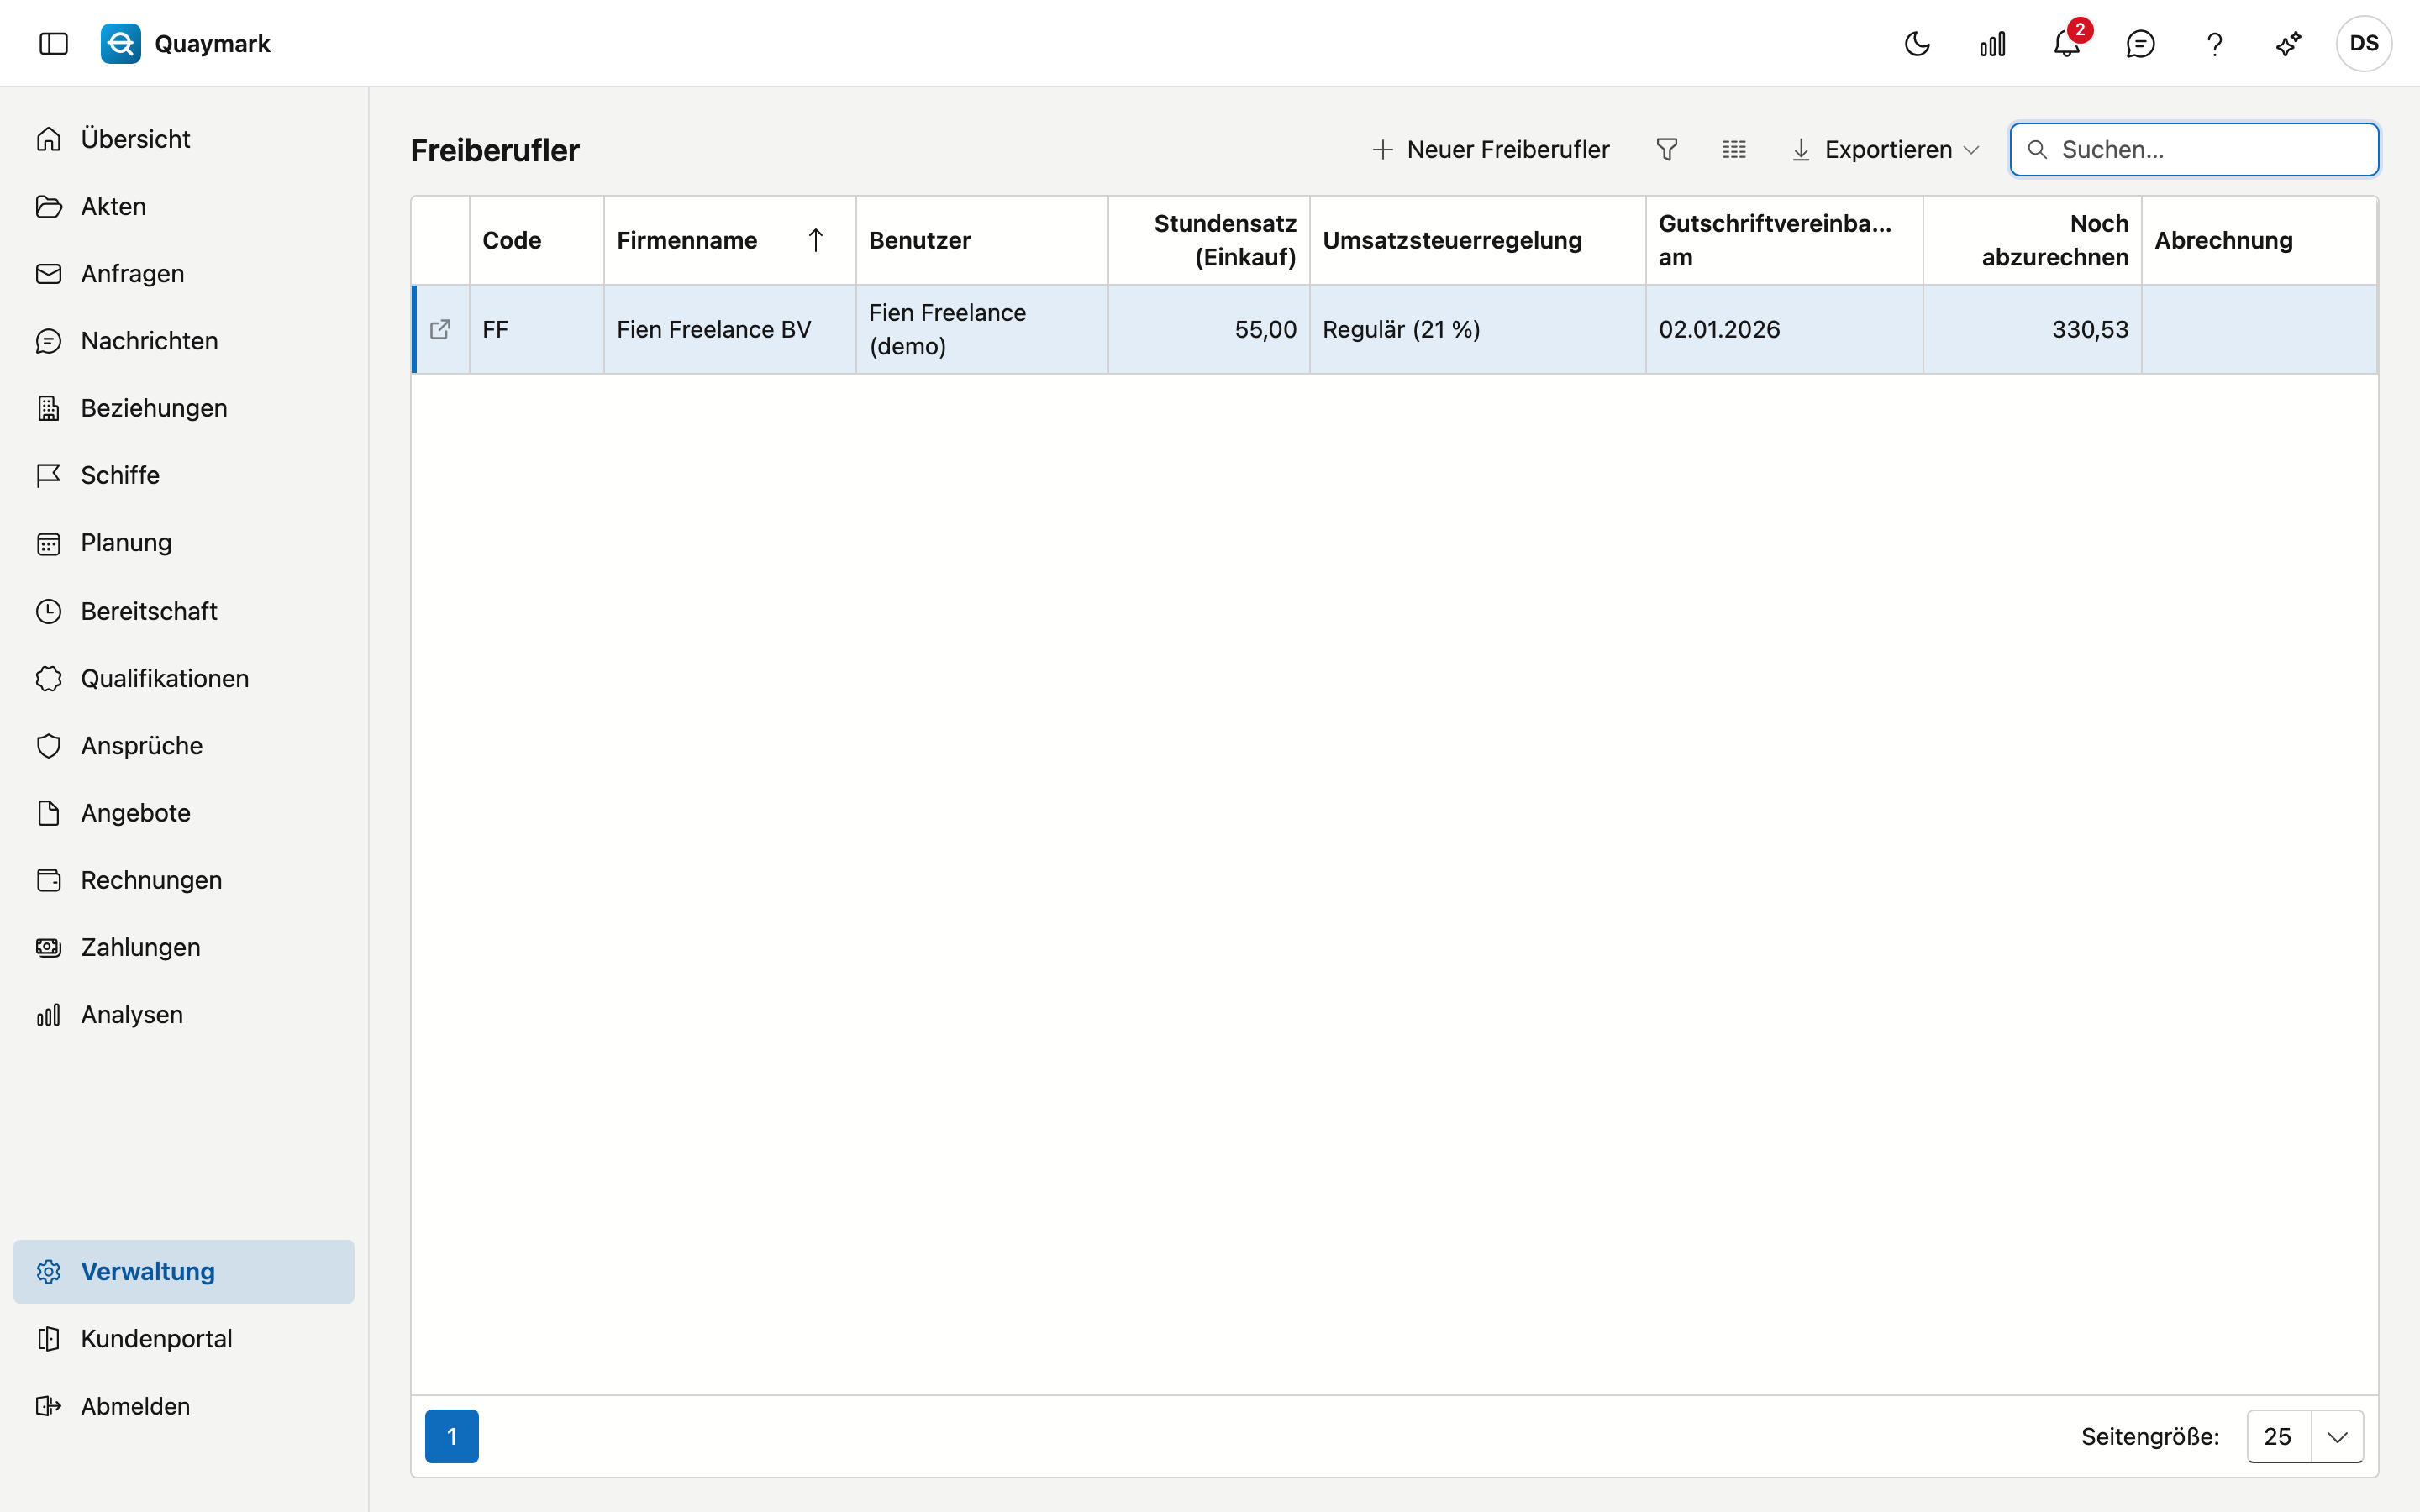 Quaymark
2
DS
Übersicht
Akten
Anfragen
Nachrichten
Beziehungen
Schiffe
Planung
Bereitschaft
Qualifikationen
Ansprüche
Angebote
Rechnungen
Zahlungen
Analysen
Verwaltung
Kundenportal
Abmelden
Freiberufler
Neuer Freiberufler
Exportieren
Suchen...
Code
Firmenname
Benutzer
Stundensatz
(Einkauf)
Umsatzsteuerregelung
Gutschriftvereinba...
am
Noch
abzurechnen
Abrechnung
FF
Fien Freelance BV
Fien Freelance
(demo)
55,00
Regulär (21 %)
02.01.2026
330,53
1
Seitengröße:
25